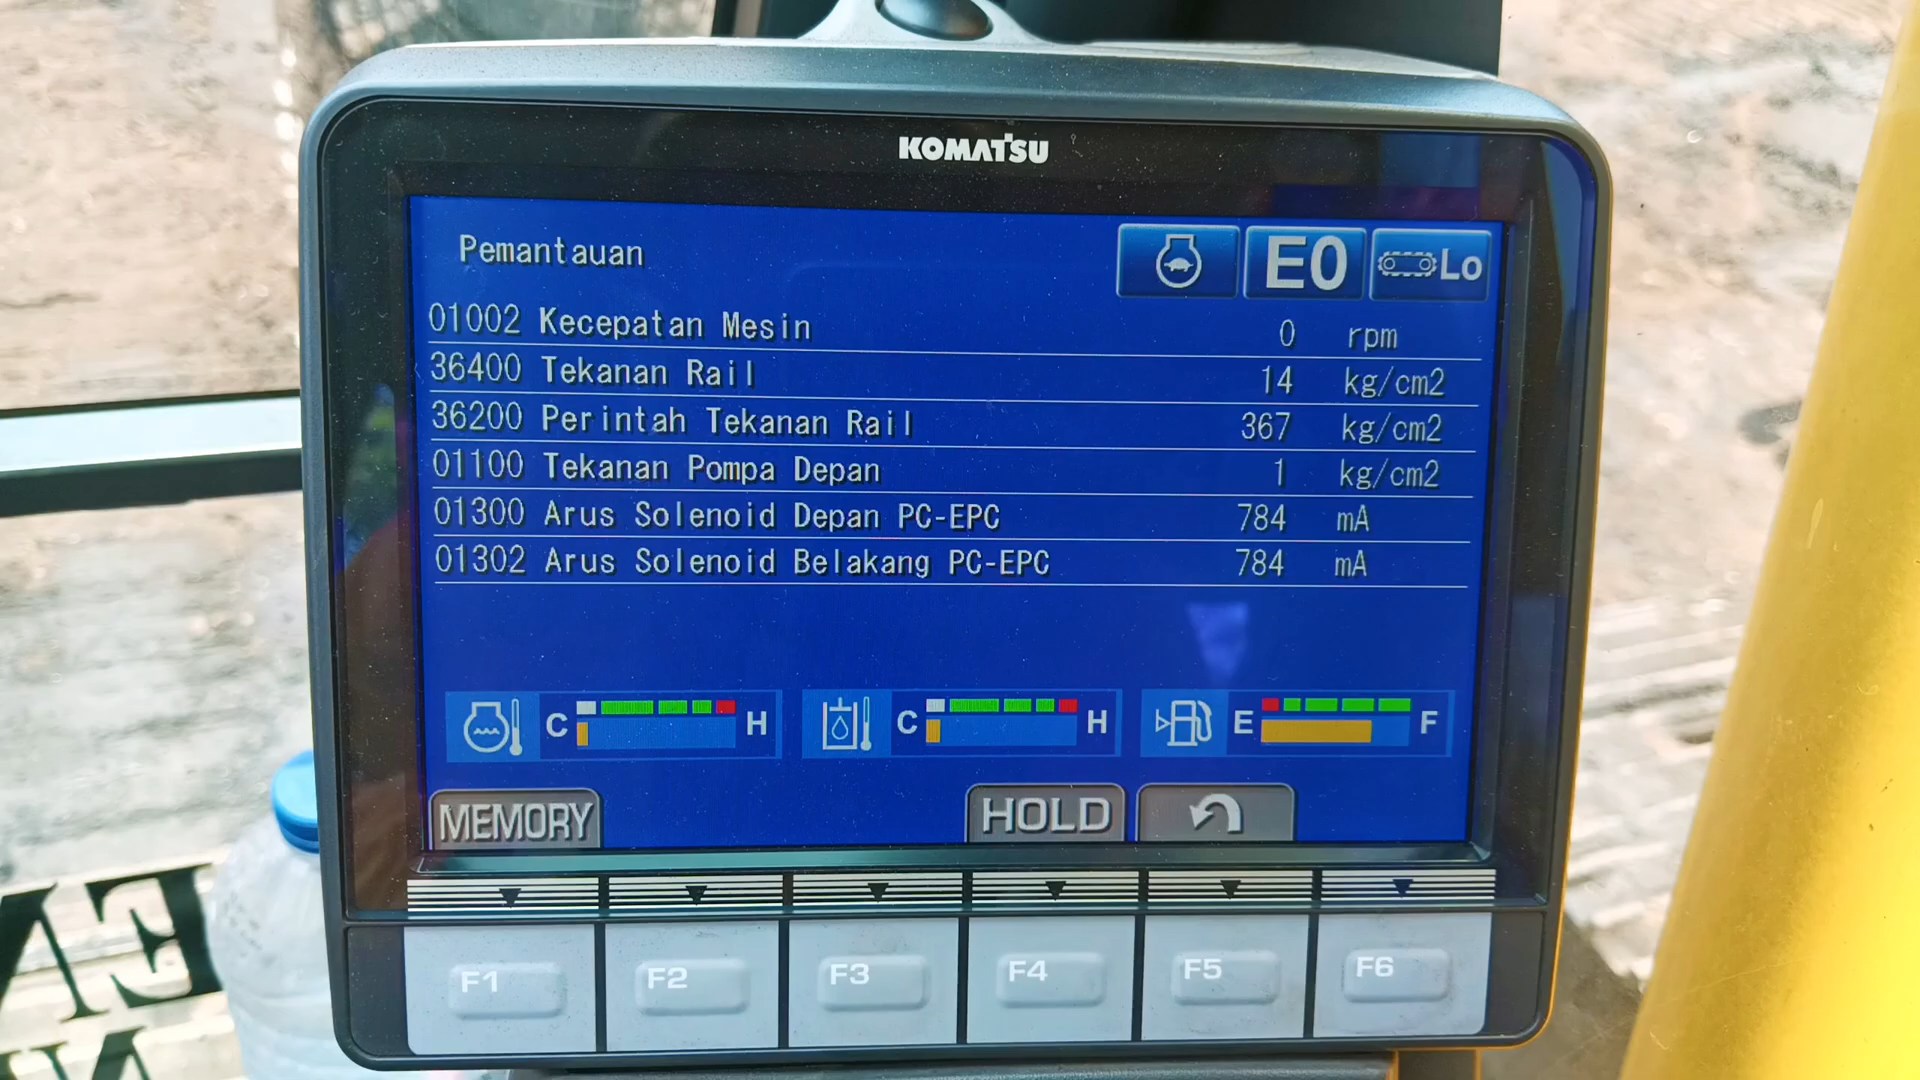 KOMATSU
Pemantauan
E0
Lo
01002 Kecepatan Mesin 0 rpm
36400 Tekanan Rail 14 kg/cm2
36200 Perintah Tekanan Rail 367 kg/cm2
01100 Tekanan Pompa Depan 1 kg/cm2
01300 Arus Solenoid Depan PC-EPC 784 mA
01302 Arus Solenoid Belakang PC-EPC 784 mA
C H C H E F
MEMORY HOLD
F1 F2 F3 F4 F5 F6